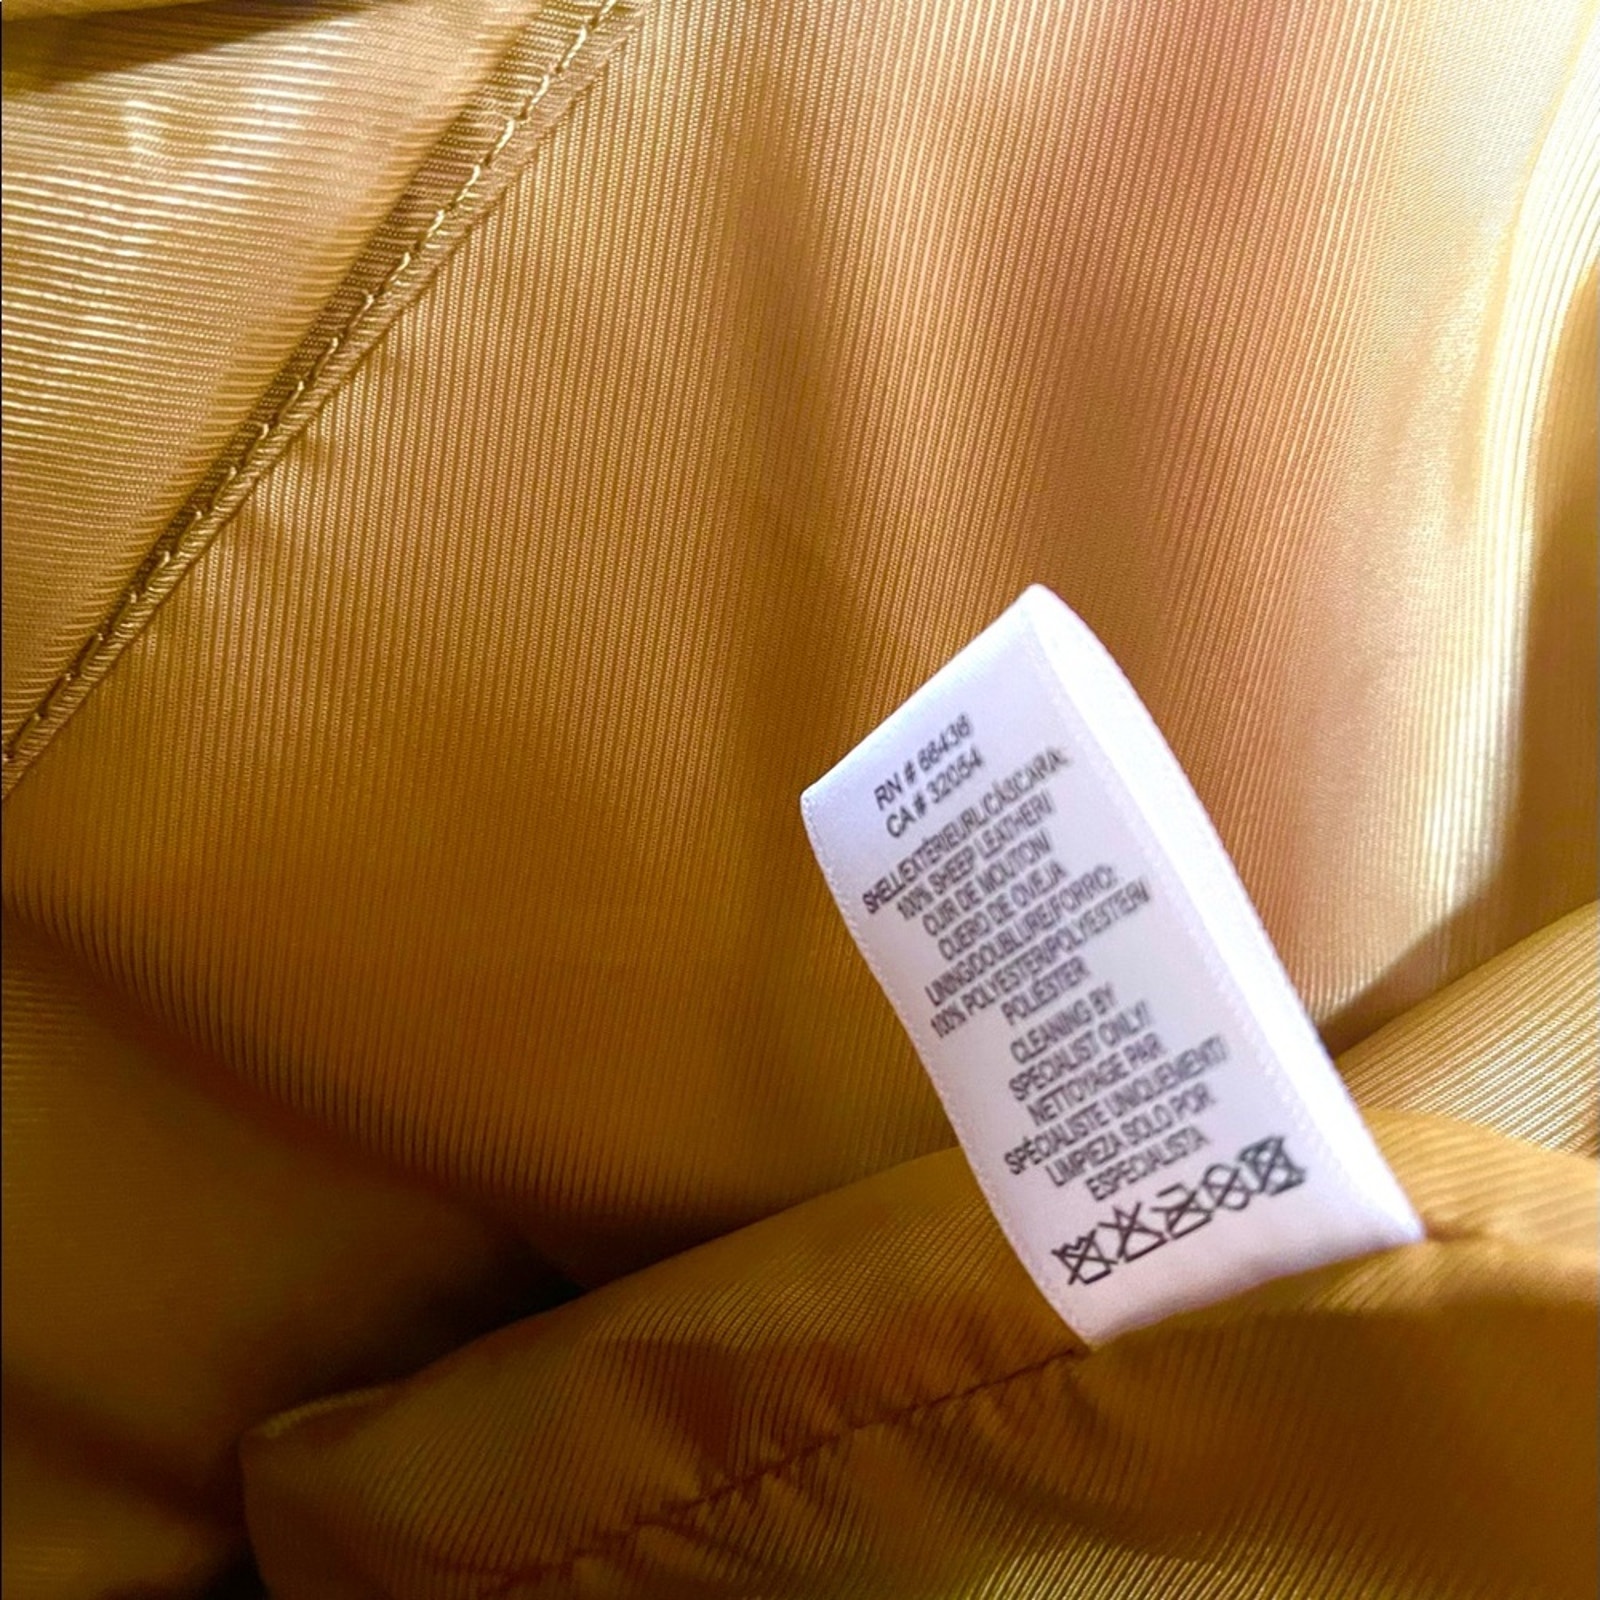 RN # 66436
CA # 32054
SHELL/EXTÉRIEUR/CÁSCARA:
100% SHEEP LEATHER/
CUIR DE MOUTON/
CUERO DE OVEJA
LINING/DOUBLURE/FORRO:
100% POLYESTER/POLYESTER/
POLIÉSTER
CLEANING BY
SPECIALIST ONLY/
NETTOYAGE PAR
SPÉCIALISTE UNIQUEMENT/
LIMPIEZA SOLO POR
ESPECIALISTA